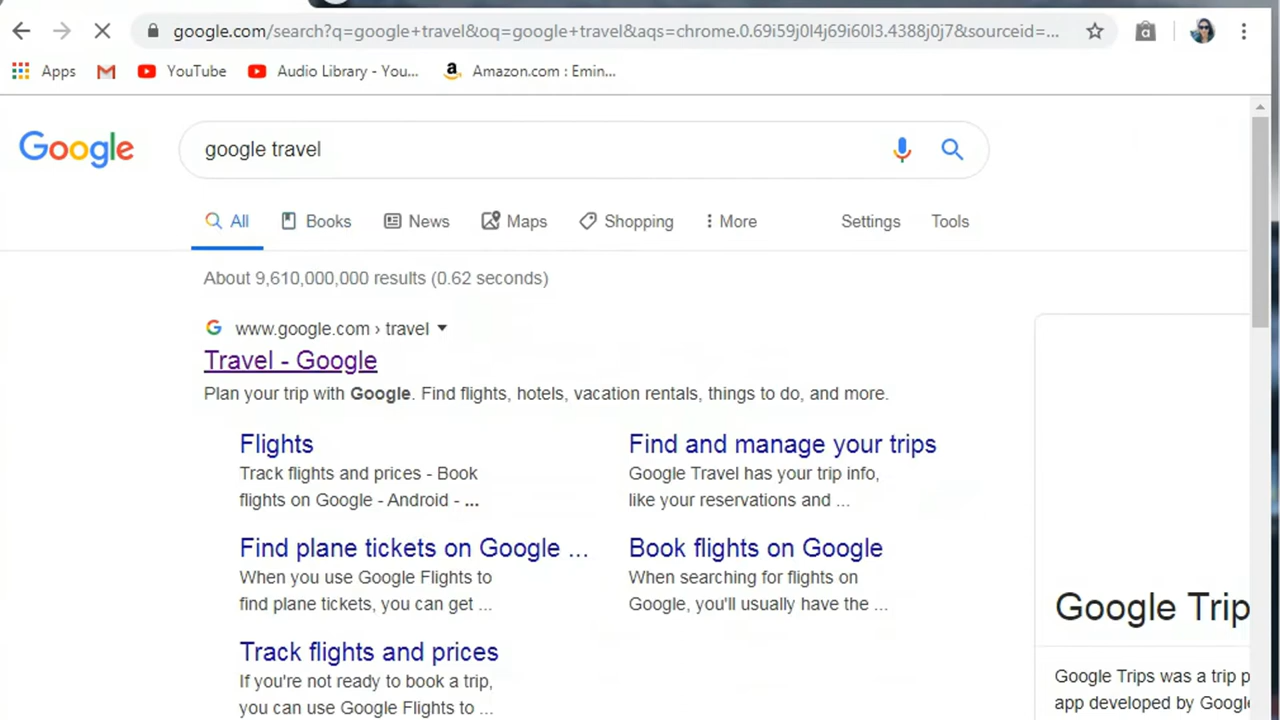 google.com/search?q=google+travel&oq=google+travel&aqs=chrome.0.69i59j0l4j69i60l3.4388j0j7&sourceid=...
Apps YouTube Audio Library - You... Amazon.com : Emin...
Google google travel
All Books News Maps Shopping More Settings Tools
About 9,610,000,000 results (0.62 seconds)
www.google.com › travel
Travel - Google
Plan your trip with Google. Find flights, hotels, vacation rentals, things to do, and more.
Flights
Track flights and prices - Book
flights on Google - Android - ...
Find and manage your trips
Google Travel has your trip info,
like your reservations and ...
Find plane tickets on Google ...
When you use Google Flights to
find plane tickets, you can get ...
Book flights on Google
When searching for flights on
Google, you'll usually have the ...
Track flights and prices
If you're not ready to book a trip,
you can use Google Flights to ...
Google Trip
Google Trips was a trip p
app developed by Google